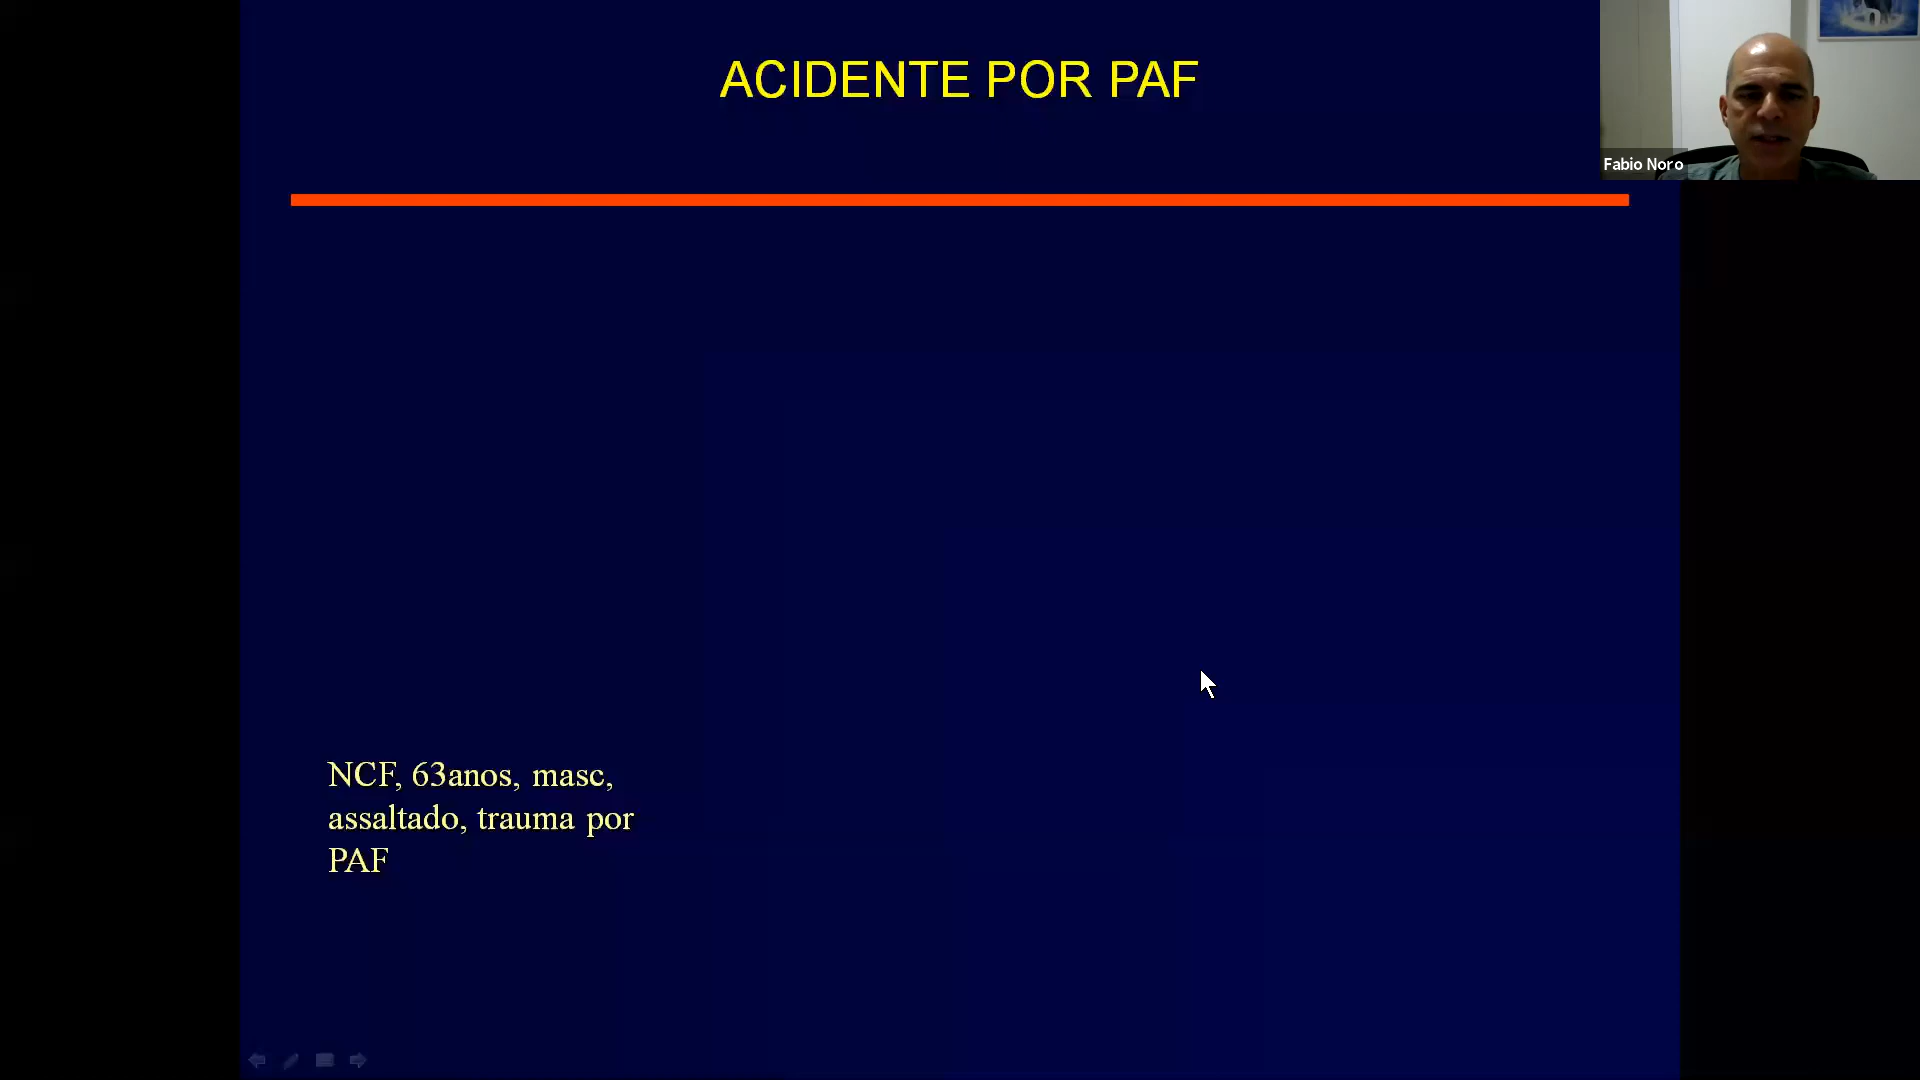 ACIDENTE POR PAF
Fabio Noro
NCF, 63anos, masc,
assaltado, trauma por
PAF